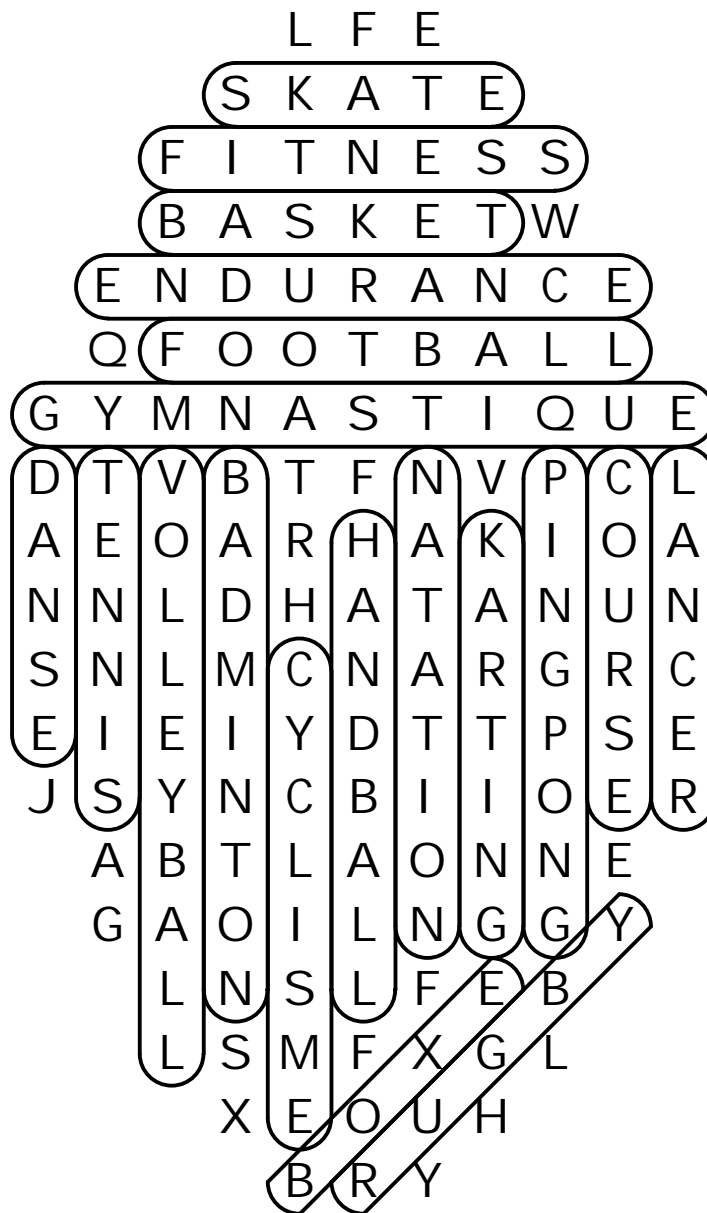 L F E
S K A T E
F I T N E S S
B A S K E T W
E N D U R A N C E
Q F O O T B A L L
G Y M N A S T I Q U E
D T V B T F N V P C L
A E O A R H A K I O A
N N L D H A T A N U N
S N L M C N A R G R C
E I E I Y D T T P S E
J S Y N C B I I O E R
A B T L A O N N E
G A O I L N G G Y
L N S L F E B
L S M F X G L
X E O U H
B R Y